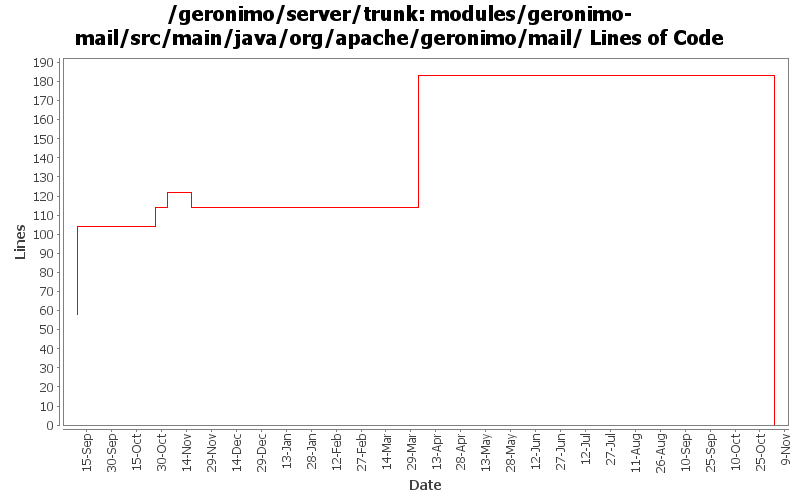 /geronimo/server/trunk: modules/geronimo-
mail/src/main/java/org/apache/geronimo/mail/ Lines of Code
190
180
170
160
150
140
130
120
110
100
90
80
70
60
50
40
30
20
10
0
Lines
15-Sep
30-Sep
15-Oct
30-Oct
14-Nov
29-Nov
14-Dec
29-Dec
13-Jan
28-Jan
12-Feb
27-Feb
14-Mar
29-Mar
13-Apr
28-Apr
13-May
28-May
12-Jun
27-Jun
12-Jul
27-Jul
11-Aug
26-Aug
10-Sep
25-Sep
10-Oct
25-Oct
9-Nov
Date